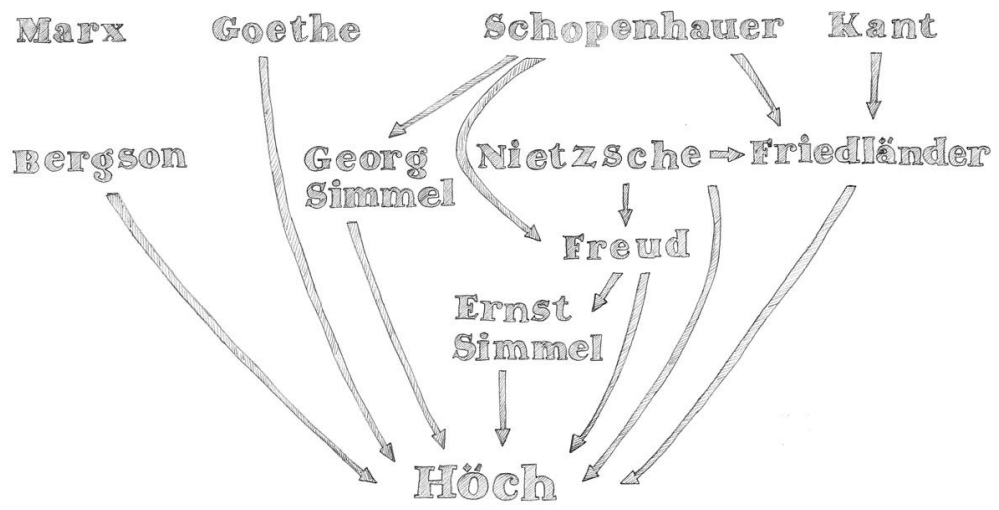 Marx Goethe Schopenhauer Kant
Bergson Georg Simmel Nietzsche Friedländer
Freud
Ernst
Simmel
Höch